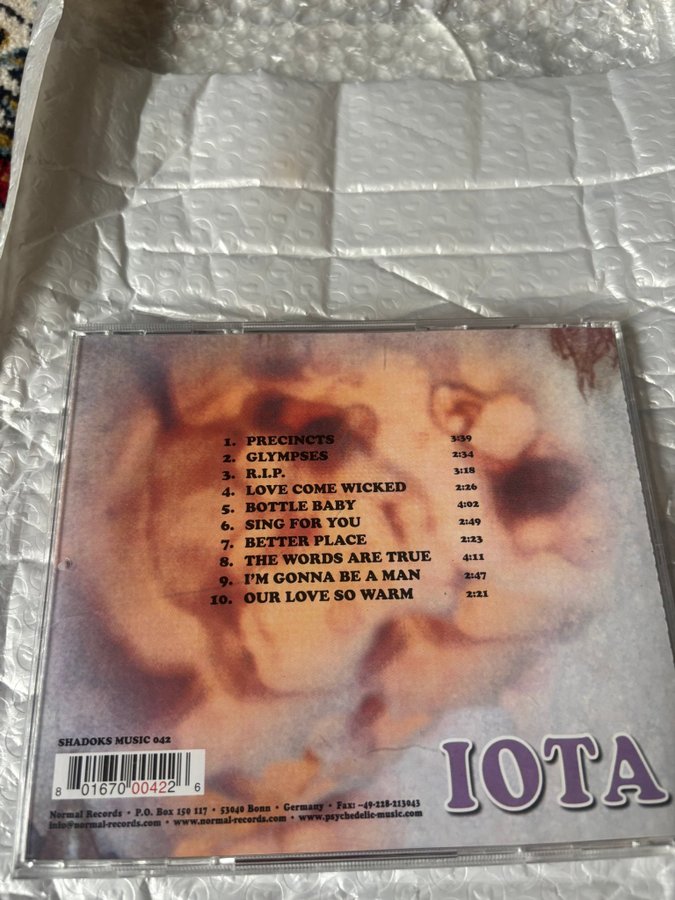 1. PRECINCTS 3:39
2. GLYMPSES 2:34
3. R.I.P. 3:18
4. LOVE COME WICKED 2:26
5. BOTTLE BABY 4:02
6. SING FOR YOU 2:49
7. BETTER PLACE 2:23
8. THE WORDS ARE TRUE 4:11
9. I'M GONNA BE A MAN 2:47
10. OUR LOVE SO WARM 2:21
SHADOKS MUSIC 042
8 01670 00422 6
IOTA
Normal Records • P.O. Box 150 117 • 53040 Bonn • Germany • Fax: -49-228-213043
info@normal-records.com • www.normal-records.com • www.psychedelic-music.com